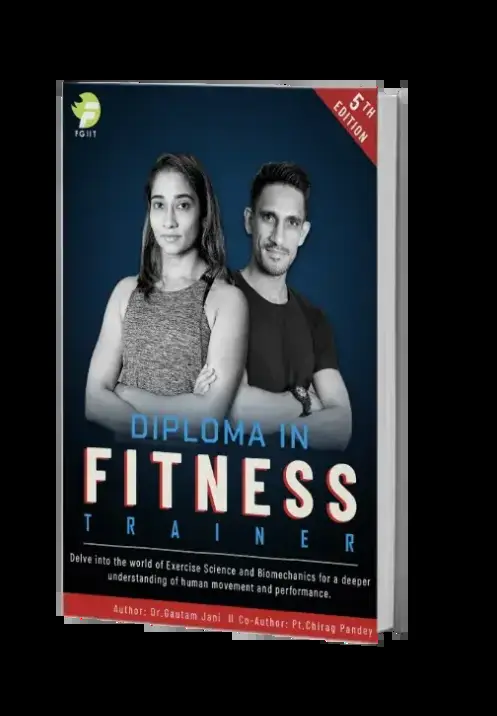 5TH
EDITION
FGIIT
DIPLOMA IN
FITNESS
TRAINER
Delve into the world of Exercise Science and Biomechanics for a deeper
understanding of human movement and performance.
Author: Dr.Gautam Jani || Co-Author: Pt.Chirag Panday